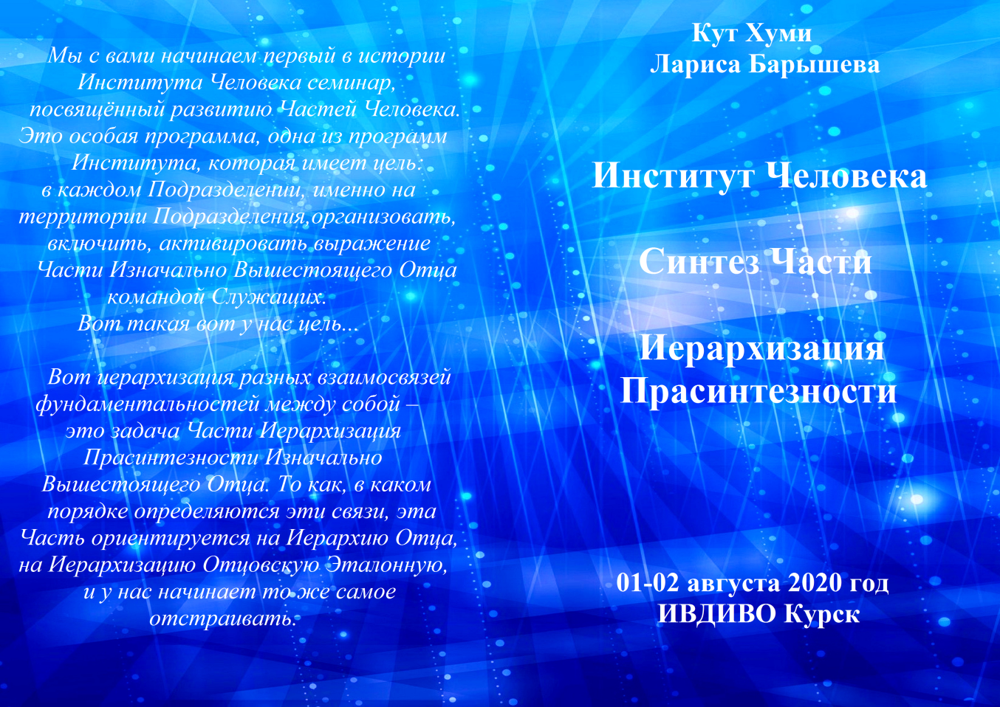 Мы с вами начинаем первый в истории
Института Человека семинар,
посвящённый развитию Частей Человека.
Это особая программа, одна из программ
Института, которая имеет цель:
в каждом Подразделении, именно на
территории Подразделения,организовать,
включить, активировать выражение
Части Изначально Вышестоящего Отца
командой Служащих.
Вот такая вот у нас цель...
Вот иерархизация разных взаимосвязей
фундаментальностей между собой –
это задача Части Иерархизация
Прасинтезности Изначально
Вышестоящего Отца. То как, в каком
порядке определяются эти связи, эта
Часть ориентируется на Иерархию Отца,
на Иерархизацию Отцовскую Эталонную,
и у нас начинает то же самое
отстраивать.
Кут Хуми
Лариса Барышева
Институт Человека
Синтез Части
Иерархизация
Прасинтезности
01-02 августа 2020 год
ИВДИВО Курск